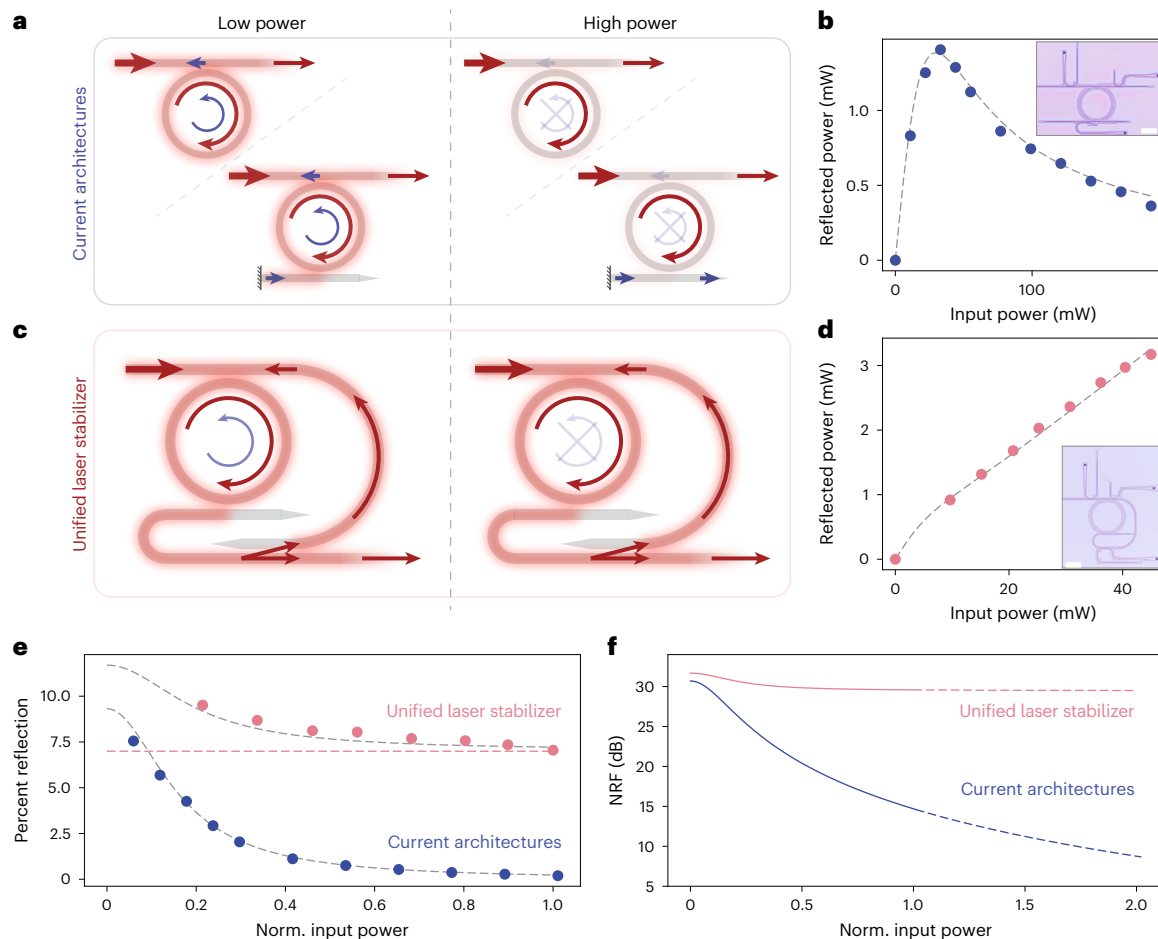 a
Low power
High power
Current architectures
b
Reflected power (mW)
1.0
0.5
0
0
100
Input power (mW)
c
Unified laser stabilizer
d
Reflected power (mW)
3
2
1
0
0
20
40
Input power (mW)
e
Percent reflection
10.0
7.5
5.0
2.5
0
Unified laser stabilizer
Current architectures
0
0.2
0.4
0.6
0.8
1.0
Norm. input power
f
NRF (dB)
30
25
20
15
10
5
Unified laser stabilizer
Current architectures
0
0.5
1.0
1.5
2.0
Norm. input power